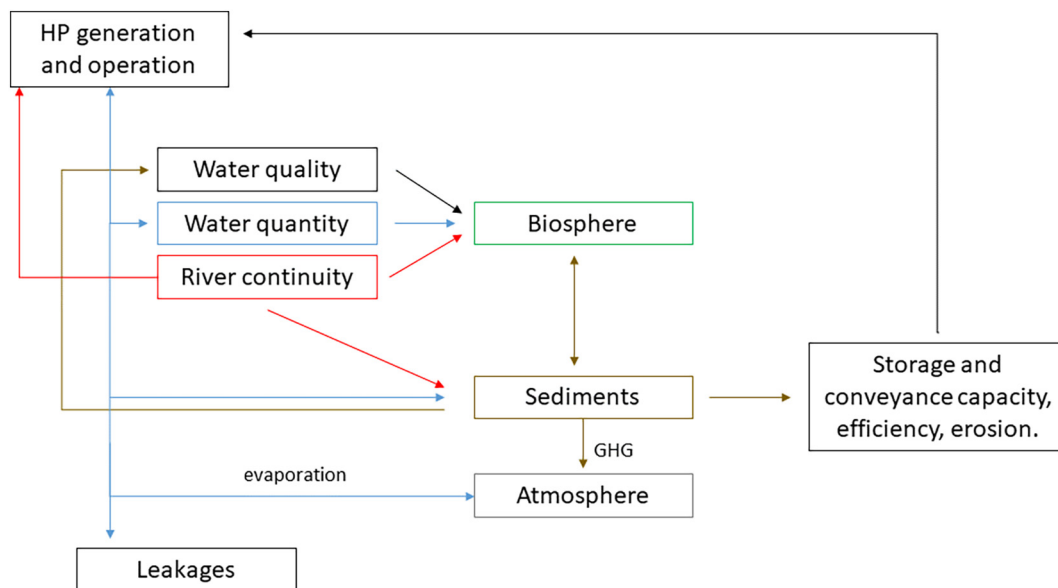 HP generation
and operation
Water quality
Water quantity
Biosphere
River continuity
Storage and
conveyance capacity,
efficiency, erosion.
Sediments
GHG
evaporation
Atmosphere
Leakages